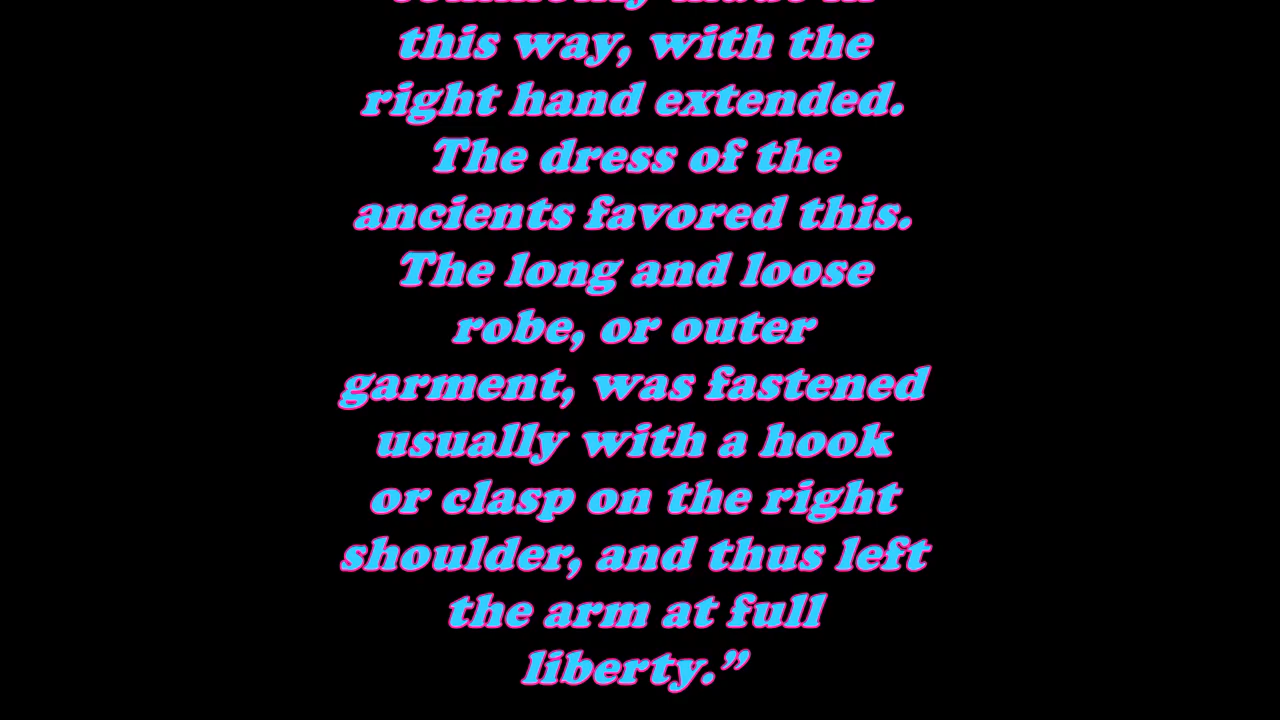 this way, with the
right hand extended.
The dress of the
ancients favored this.
The long and loose
robe, or outer
garment, was fastened
usually with a hook
or clasp on the right
shoulder, and thus left
the arm at full
liberty.”